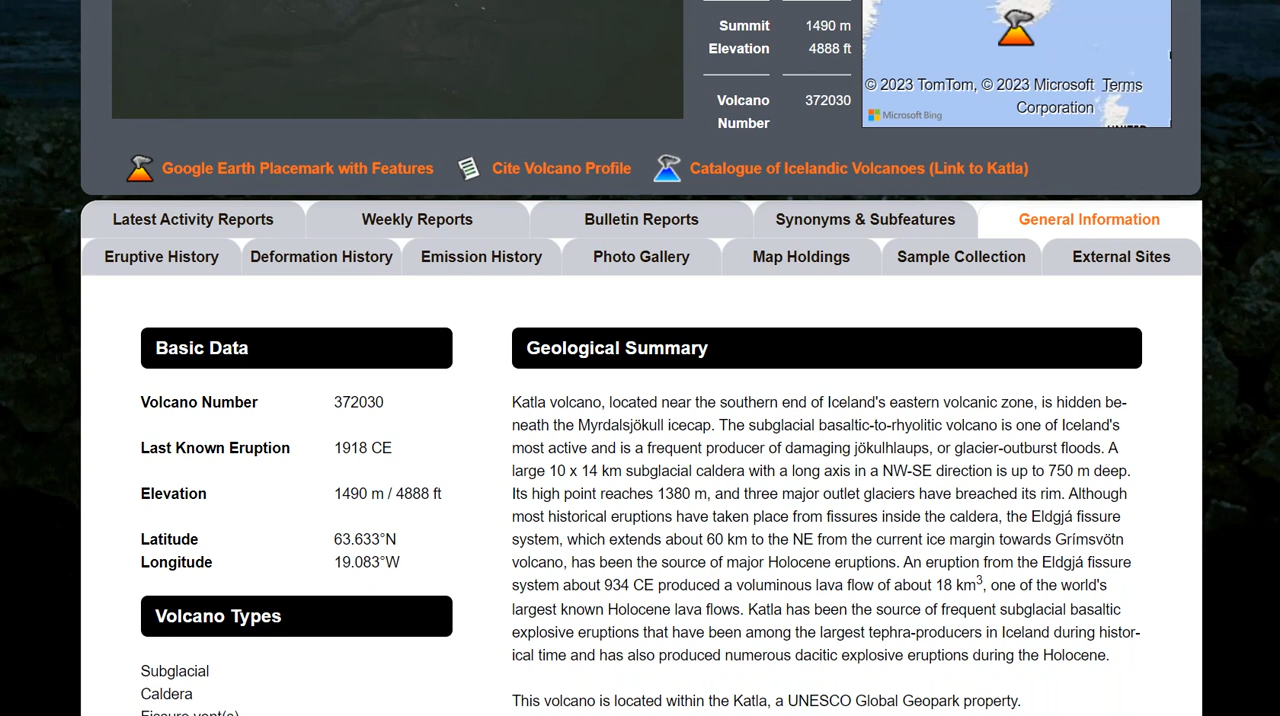 Summit Elevation
1490 m
4888 ft
Volcano Number
372030
© 2023 TomTom, © 2023 Microsoft Corporation
Terms
Microsoft Bing
Google Earth Placemark with Features
Cite Volcano Profile
Catalogue of Icelandic Volcanoes (Link to Katla)
Latest Activity Reports
Weekly Reports
Bulletin Reports
Synonyms & Subfeatures
General Information
Eruptive History
Deformation History
Emission History
Photo Gallery
Map Holdings
Sample Collection
External Sites
Basic Data
Volcano Number 372030
Last Known Eruption 1918 CE
Elevation 1490 m / 4888 ft
Latitude 63.633°N
Longitude 19.083°W
Volcano Types
Subglacial
Caldera
Fissure vent(s)
Geological Summary
Katla volcano, located near the southern end of Iceland's eastern volcanic zone, is hidden be-
neath the Myrdalsjökull icecap. The subglacial basaltic-to-rhyolitic volcano is one of Iceland's
most active and is a frequent producer of damaging jökulhlaups, or glacier-outburst floods. A
large 10 x 14 km subglacial caldera with a long axis in a NW-SE direction is up to 750 m deep.
Its high point reaches 1380 m, and three major outlet glaciers have breached its rim. Although
most historical eruptions have taken place from fissures inside the caldera, the Eldgjá fissure
system, which extends about 60 km to the NE from the current ice margin towards Grímsvötn
volcano, has been the source of major Holocene eruptions. An eruption from the Eldgjá fissure
system about 934 CE produced a voluminous lava flow of about 18 km³, one of the world's
largest known Holocene lava flows. Katla has been the source of frequent subglacial basaltic
explosive eruptions that have been among the largest tephra-producers in Iceland during histor-
ical time and has also produced numerous dacitic explosive eruptions during the Holocene.
This volcano is located within the Katla, a UNESCO Global Geopark property.